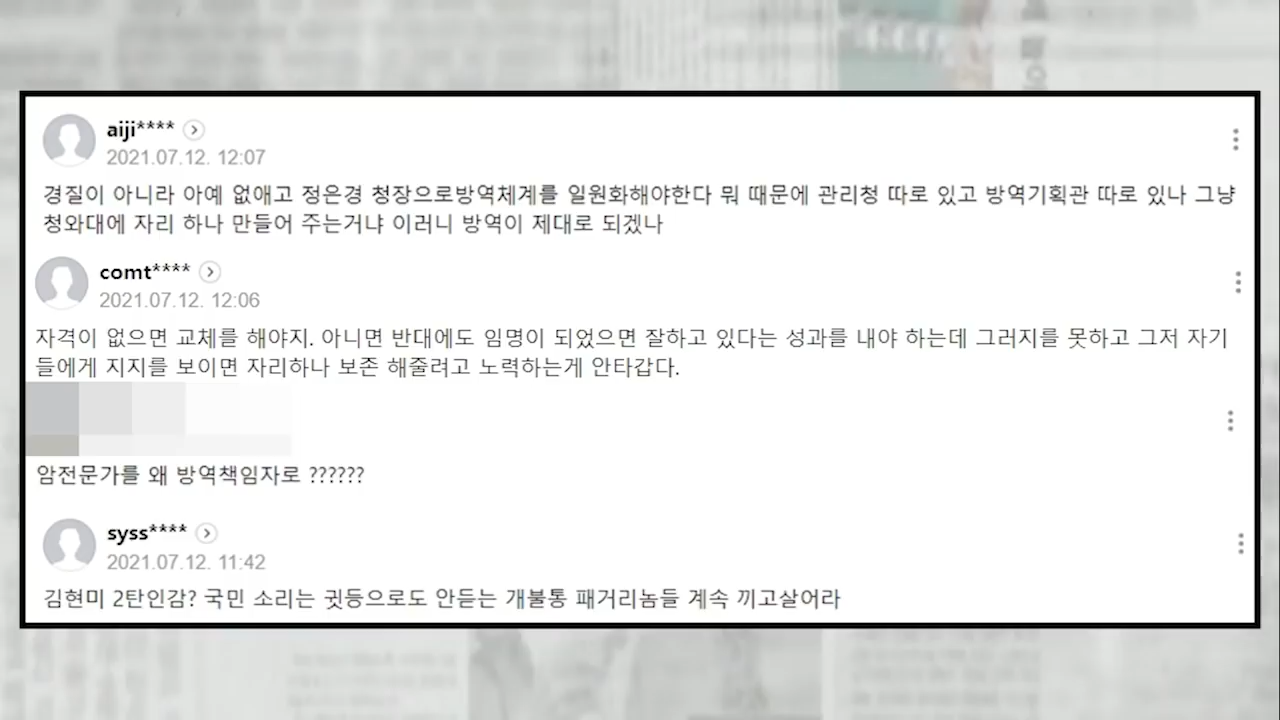 aiji****
2021.07.12. 12:07
경질이 아니라 아예 없애고 정은경 청장으로방역체계를 일원화해야한다 뭐 때문에 관리청 따로 있고 방역기획관 따로 있나 그냥
청와대에 자리 하나 만들어 주는거냐 이러니 방역이 제대로 되겠나
comt****
2021.07.12. 12:06
자격이 없으면 교체를 해야지. 아니면 반대에도 임명이 되었으면 잘하고 있다는 성과를 내야 하는데 그러지를 못하고 그저 자기
들에게 지지를 보이면 자리하나 보존 해줄려고 노력하는게 안타갑다.
암전문가를 왜 방역책임자로 ??????
syss****
2021.07.12. 11:42
김현미 2탄인감? 국민 소리는 귓등으로도 안듣는 개불통 패거리놈들 계속 끼고살어라